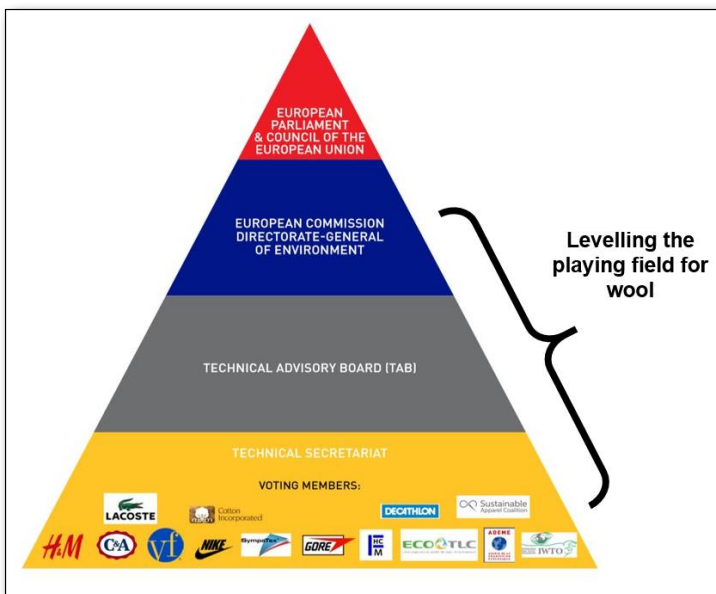 EUROPEAN
PARLIAMENT
& COUNCIL OF THE
EUROPEAN UNION
EUROPEAN COMMISSION
DIRECTORATE-GENERAL
OF ENVIRONMENT
Levelling the
playing field for
wool
TECHNICAL ADVISORY BOARD (TAB)
TECHNICAL SECRETARIAT
VOTING MEMBERS:
LACOSTE
Cotton
Incorporated
DECATHLON
Sustainable
Apparel Coalition
H&M
C&A
vf
NIKE
SympaTex
GORE
HCM
ECO TLC
ADEME
IWTO